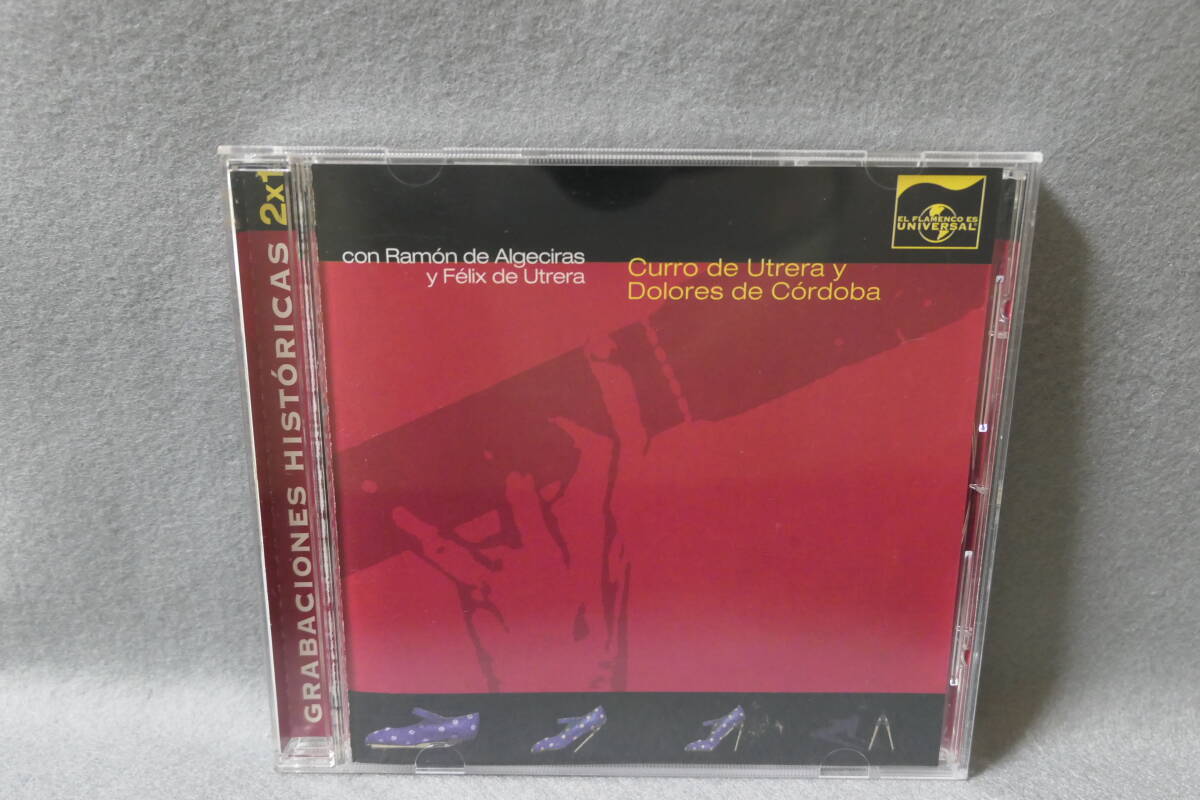 GRABACIONES HISTÓRICAS 2x1
con Ramón de Algeciras
y Félix de Utrera
Curro de Utrera y
Dolores de Córdoba
EL FLAMENCO ES
UNIVERSAL